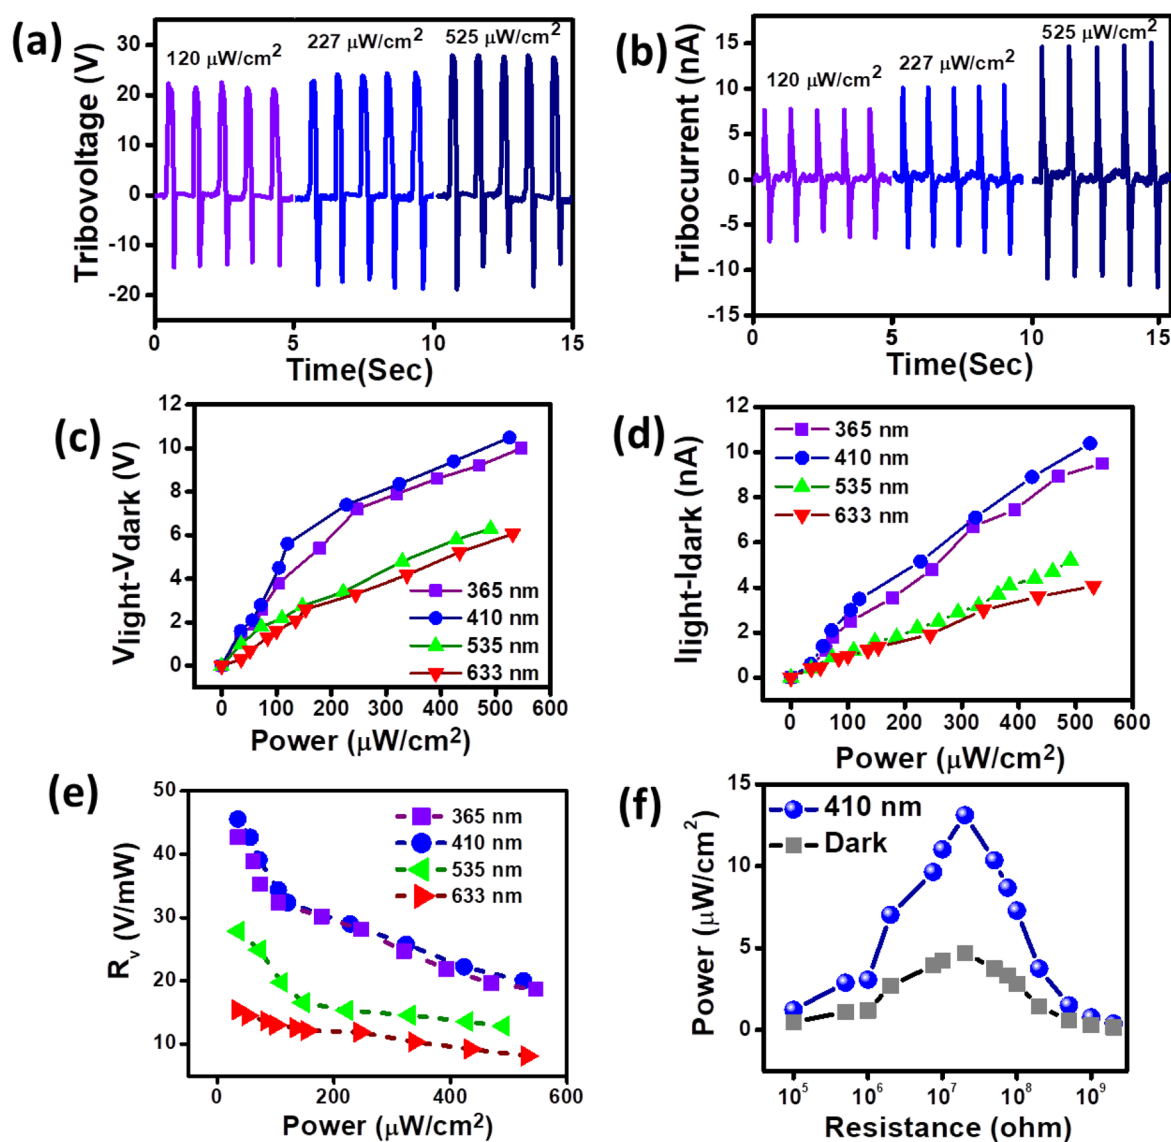 (a)
Tribovoltage (V)
30
20
10
0
-10
-20
120 μW/cm2
227 μW/cm2
525 μW/cm2
0
5
10
15
Time(Sec)
(b)
Tribocurrent (nA)
15
10
5
0
-5
-10
-15
120 μW/cm2
227 μW/cm2
525 μW/cm2
0
5
10
15
Time(Sec)
(c)
Vlight-Vdark (V)
12
10
8
6
4
2
0
365 nm
410 nm
535 nm
633 nm
0 100 200 300 400 500 600
Power (μW/cm2)
(d)
Ilight-Idark (nA)
12
10
8
6
4
2
0
365 nm
410 nm
535 nm
633 nm
0 100 200 300 400 500 600
Power (μW/cm2)
(e)
Rv (V/mW)
50
40
30
20
10
365 nm
410 nm
535 nm
633 nm
0 200 400 600
Power (μW/cm2)
(f)
Power (μW/cm2)
15
10
5
0
410 nm
Dark
10^5 10^6 10^7 10^8 10^9
Resistance (ohm)